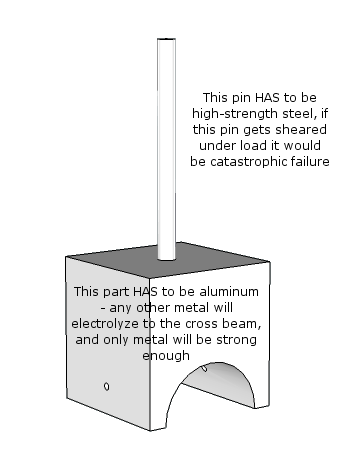 This pin HAS to be
high-strength steel, if
this pin gets sheared
under load it would
be catastrophic failure
This part HAS to be aluminum
- any other metal will
electrolyze to the cross beam,
and only metal will be strong
enough